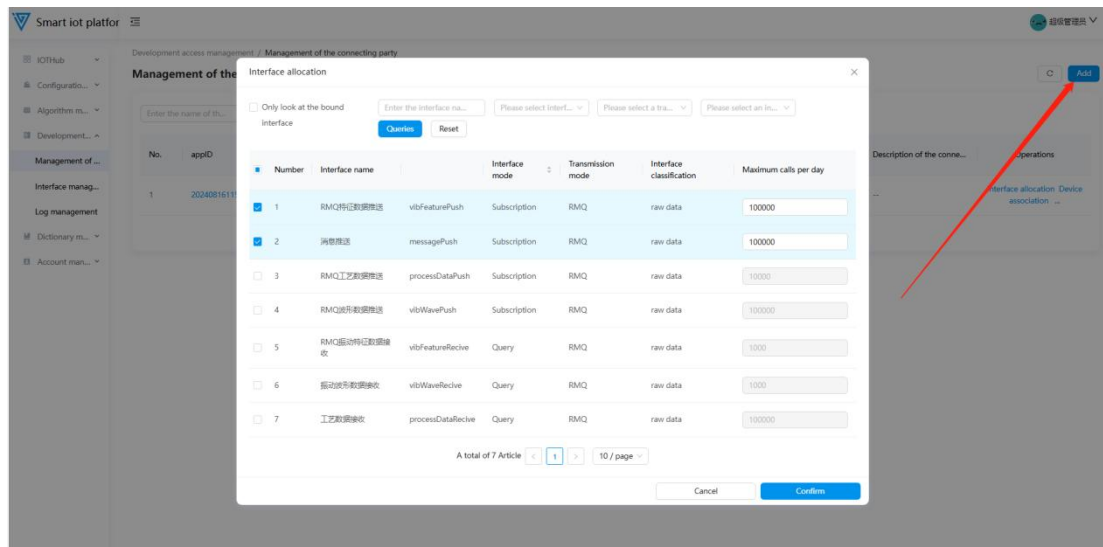 Smart iot platfor
超级管理员
IOTHub
Configuratio...
Algorithm m...
Development...
Management of ...
Interface manag...
Log management
Dictionary m...
Account man...
Development access management / Management of the connecting party
Management of the
Add
Enter the name of th...
No. appID Description of the conne... Operations
1 2024081611 -- Interface allocation Device
association ...
Interface allocation
Only look at the bound
interface
Enter the interface na... Please select Interf... Please select a tra... Please select an in...
Queries Reset
Number Interface name Interface
mode Transmission
mode Interface
classification Maximum calls per day
1 RMQ特征数据推送 vibFeaturePush Subscription RMQ raw data 100000
2 消息推送 messagePush Subscription RMQ raw data 100000
3 RMQ工艺数据推送 processDataPush Subscription RMQ raw data 10000
4 RMQ波形数据推送 vibWavePush Subscription RMQ raw data 100000
5 RMQ振动特征数据接
收 vibFeatureRecive Query RMQ raw data 1000
6 振动波形数据接收 vibWaveRecive Query RMQ raw data 1000
7 工艺数据接收 processDataRecive Query RMQ raw data 100000
A total of 7 Article < 1 > 10 / page
Cancel Confirm